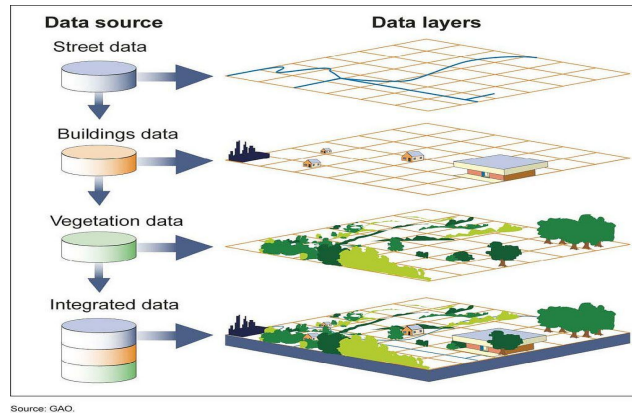 Data source
Data layers
Street data
Buildings data
Vegetation data
Integrated data
Source: GAO.